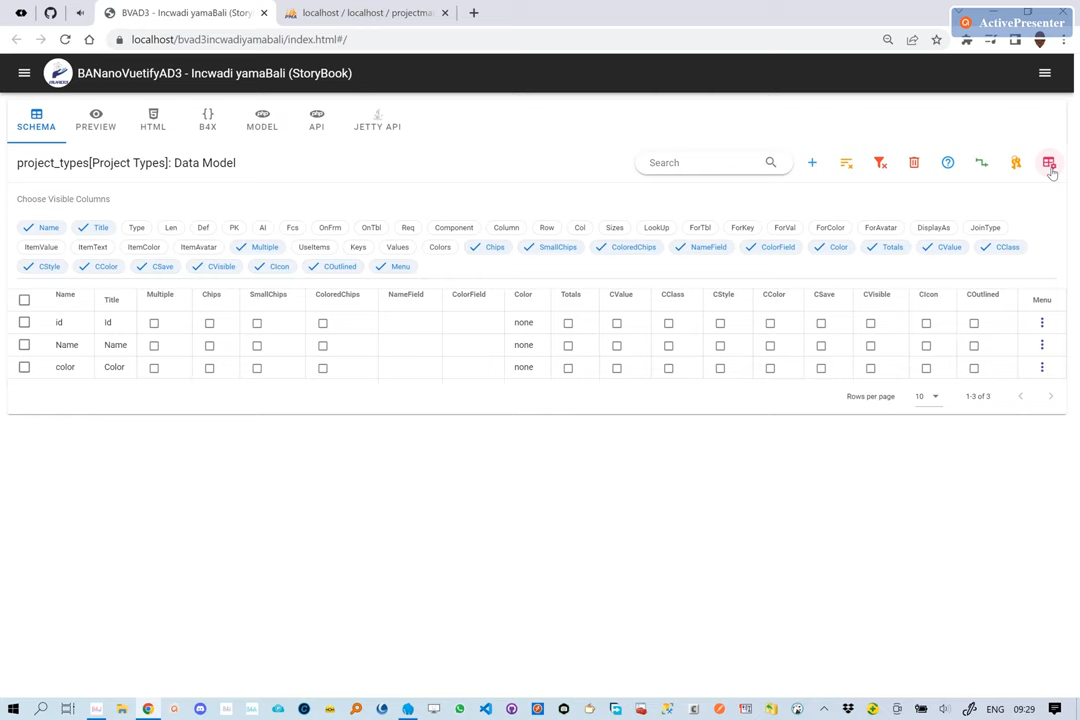 BVAD3 - Incwadi yamaBali (Story
localhost / localhost / projectma
ActivePresenter
localhost/bvad3incwadiyamabali/index.html#/
BANanoVuetifyAD3 - Incwadi yamaBali (StoryBook)
SCHEMA PREVIEW HTML B4X MODEL API JETTY API
project_types[Project Types]: Data Model
Search
Choose Visible Columns
Name Title Type Len Def PK AI Fcs OnFrm OnTbl Req Component Column Row Col Sizes LookUp ForTbl ForKey ForVal ForColor ForAvatar DisplayAs JoinType
ItemValue ItemText ItemColor ItemAvatar Multiple UseItems Keys Values Colors Chips SmallChips ColoredChips NameField ColorField Color Totals CValue CClass
CStyle CColor CSave CVisible CIcon COutlined Menu
Name Title Multiple Chips SmallChips ColoredChips NameField ColorField Color Totals CValue CClass CStyle CColor CSave CVisible CIcon COutlined Menu
id Id none
Name Name none
color Color none
Rows per page 10 1-3 of 3
ENG 09:29